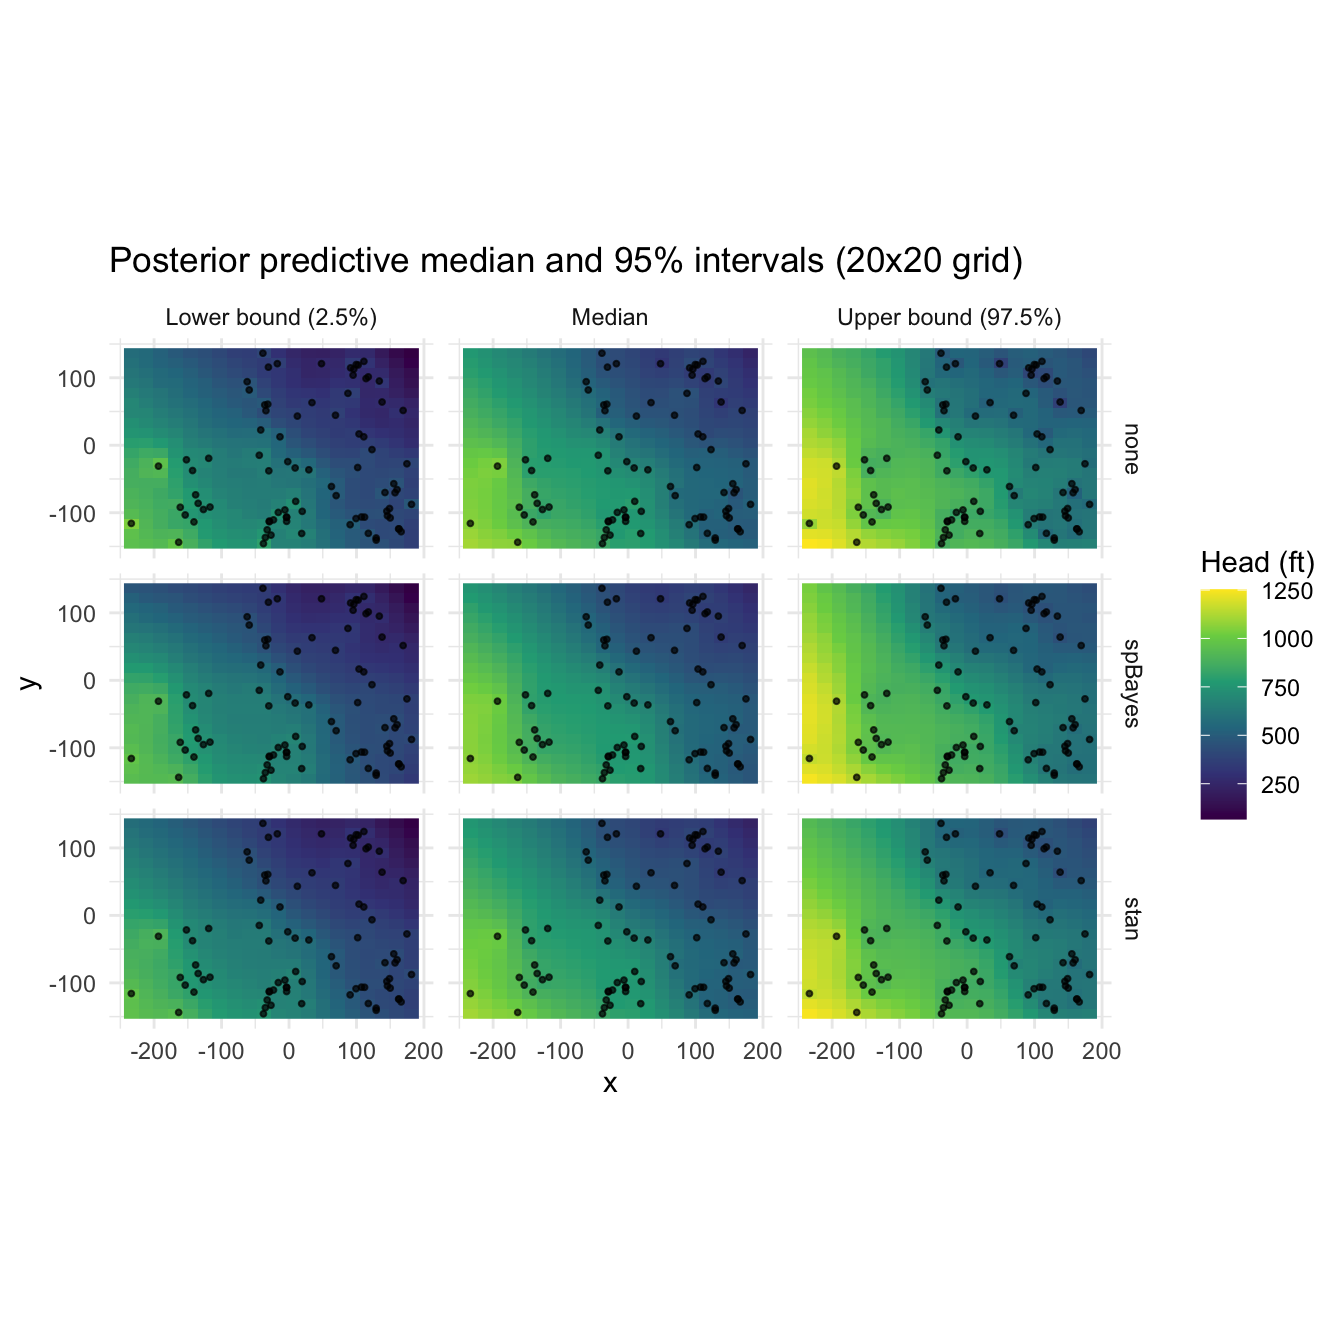 Posterior predictive median and 95% intervals (20x20 grid)
Lower bound (2.5%) Median Upper bound (97.5%)
100
0
-100
none
100
0
-100
spBayes
100
0
-100
stan
y
-200 -100 0 100 200 -200 -100 0 100 200 -200 -100 0 100 200
x
Head (ft)
1250
1000
750
500
250